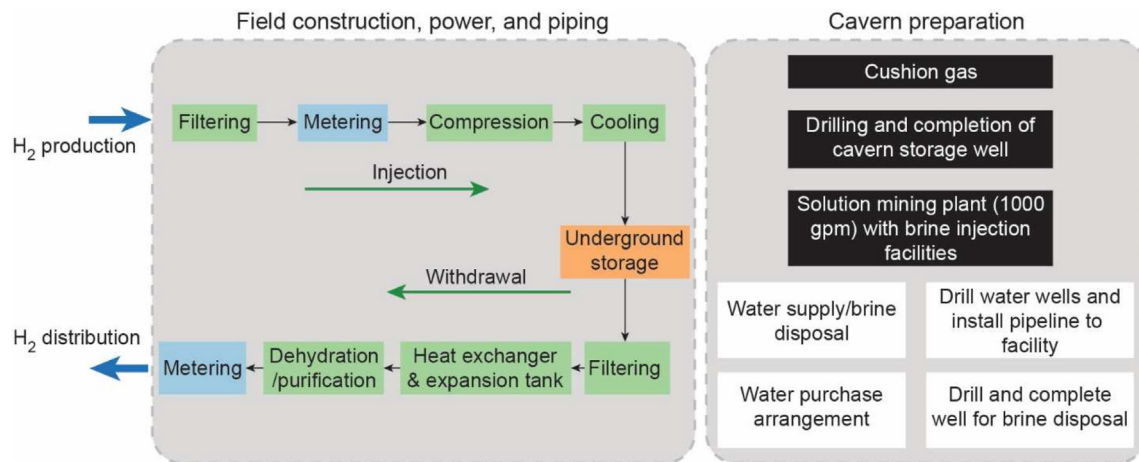 Field construction, power, and piping
Cavern preparation
H2 production
Filtering
Metering
Compression
Cooling
Injection
Underground
storage
Withdrawal
H2 distribution
Metering
Dehydration
/purification
Heat exchanger
& expansion tank
Filtering
Cushion gas
Drilling and completion of
cavern storage well
Solution mining plant (1000
gpm) with brine injection
facilities
Water supply/brine
disposal
Drill water wells and
install pipeline to
facility
Water purchase
arrangement
Drill and complete
well for brine disposal